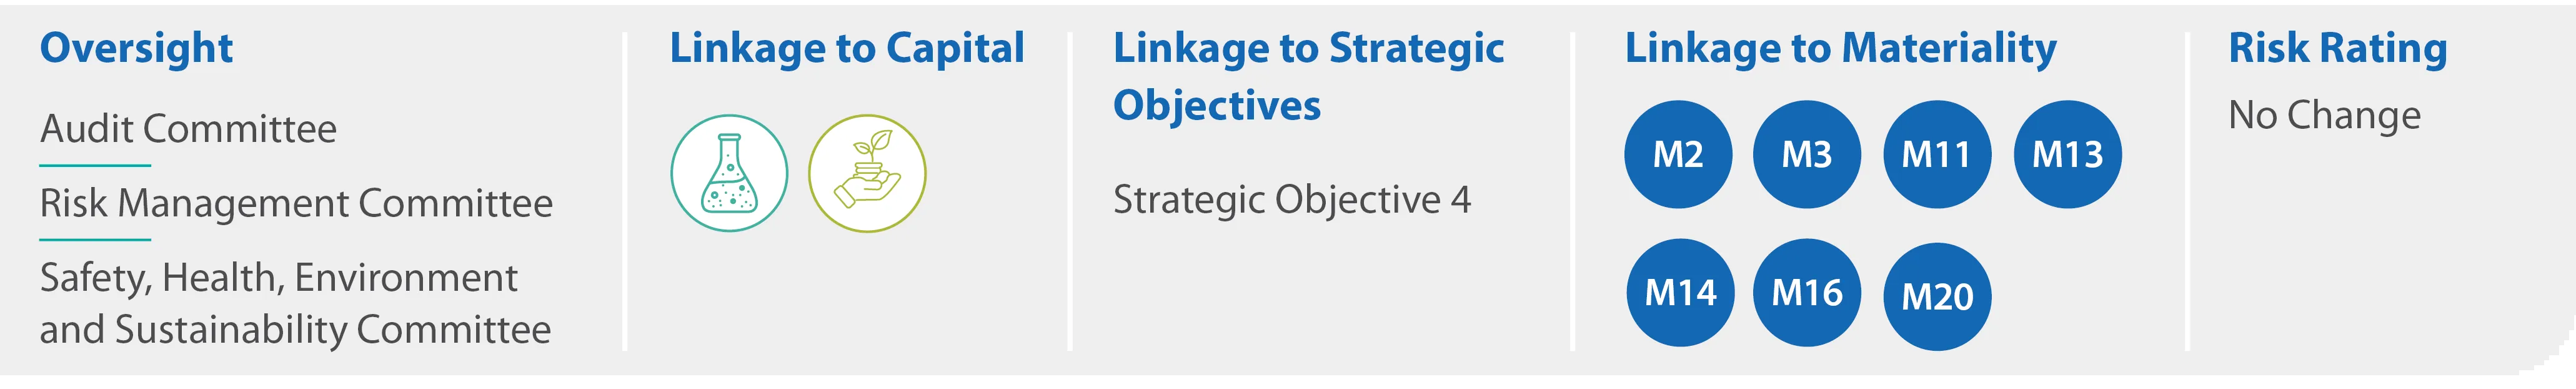 Oversight
Audit Committee
Risk Management Committee
Safety, Health, Environment
and Sustainability Committee
Linkage to Capital
Linkage to Strategic
Objectives
Strategic Objective 4
Linkage to Materiality
M2 M3 M11 M13
M14 M16 M20
Risk Rating
No Change